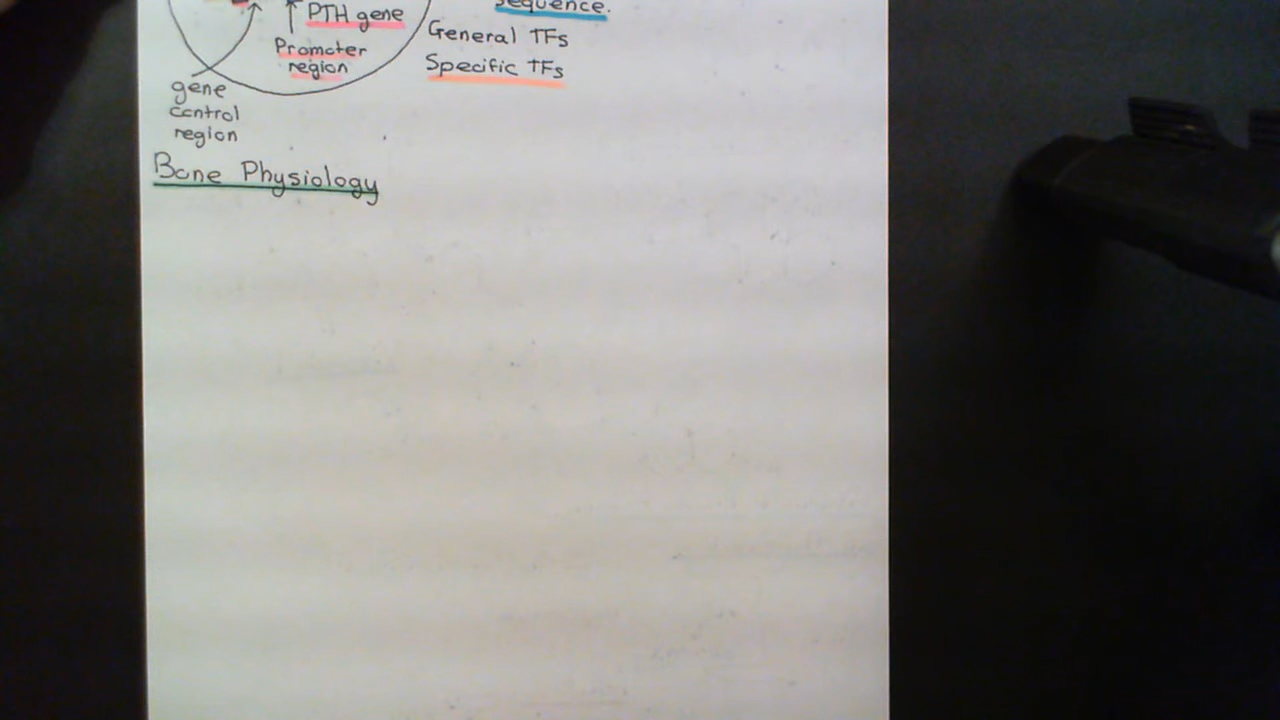 sequence.
PTH gene
General TFs
Promoter
region
Specific TFs
gene
control
region
Bone Physiology